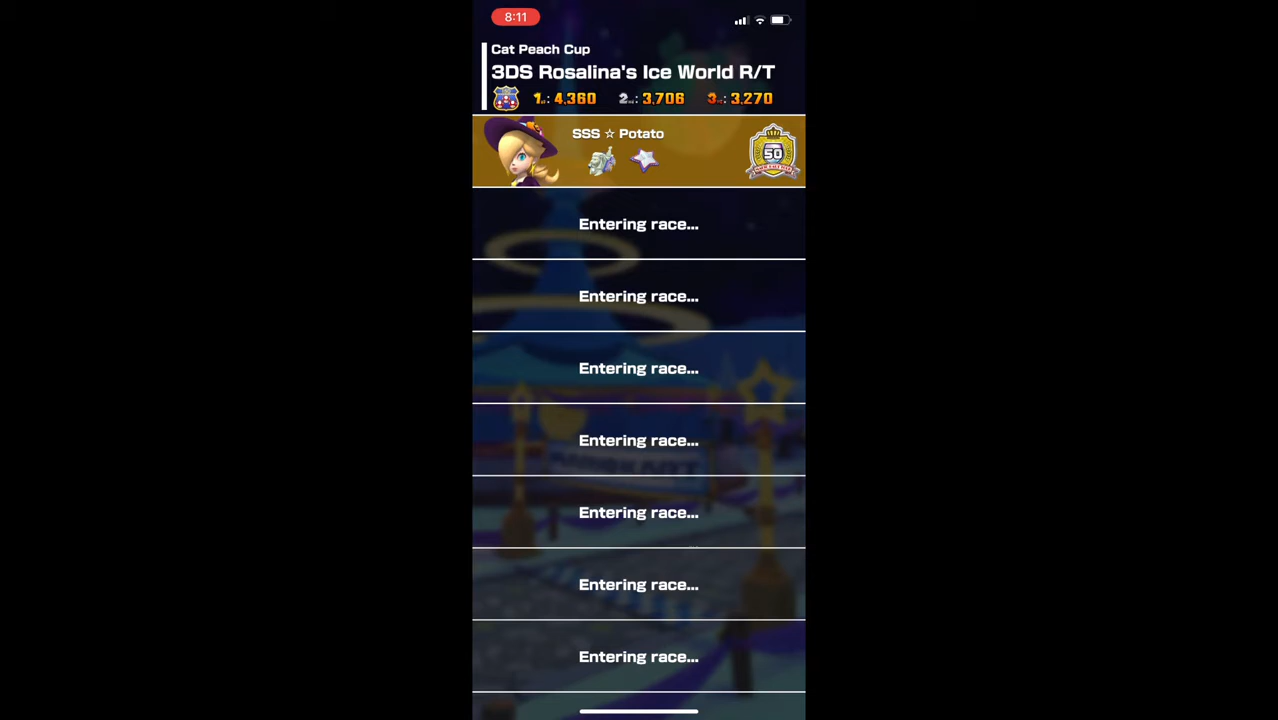 8:11
Cat Peach Cup
3DS Rosalina's Ice World R/T
1st: 4,360 2nd: 3,706 3rd: 3,270
SSS ☆ Potato
50
Entering race...
Entering race...
Entering race...
Entering race...
Entering race...
Entering race...
Entering race...